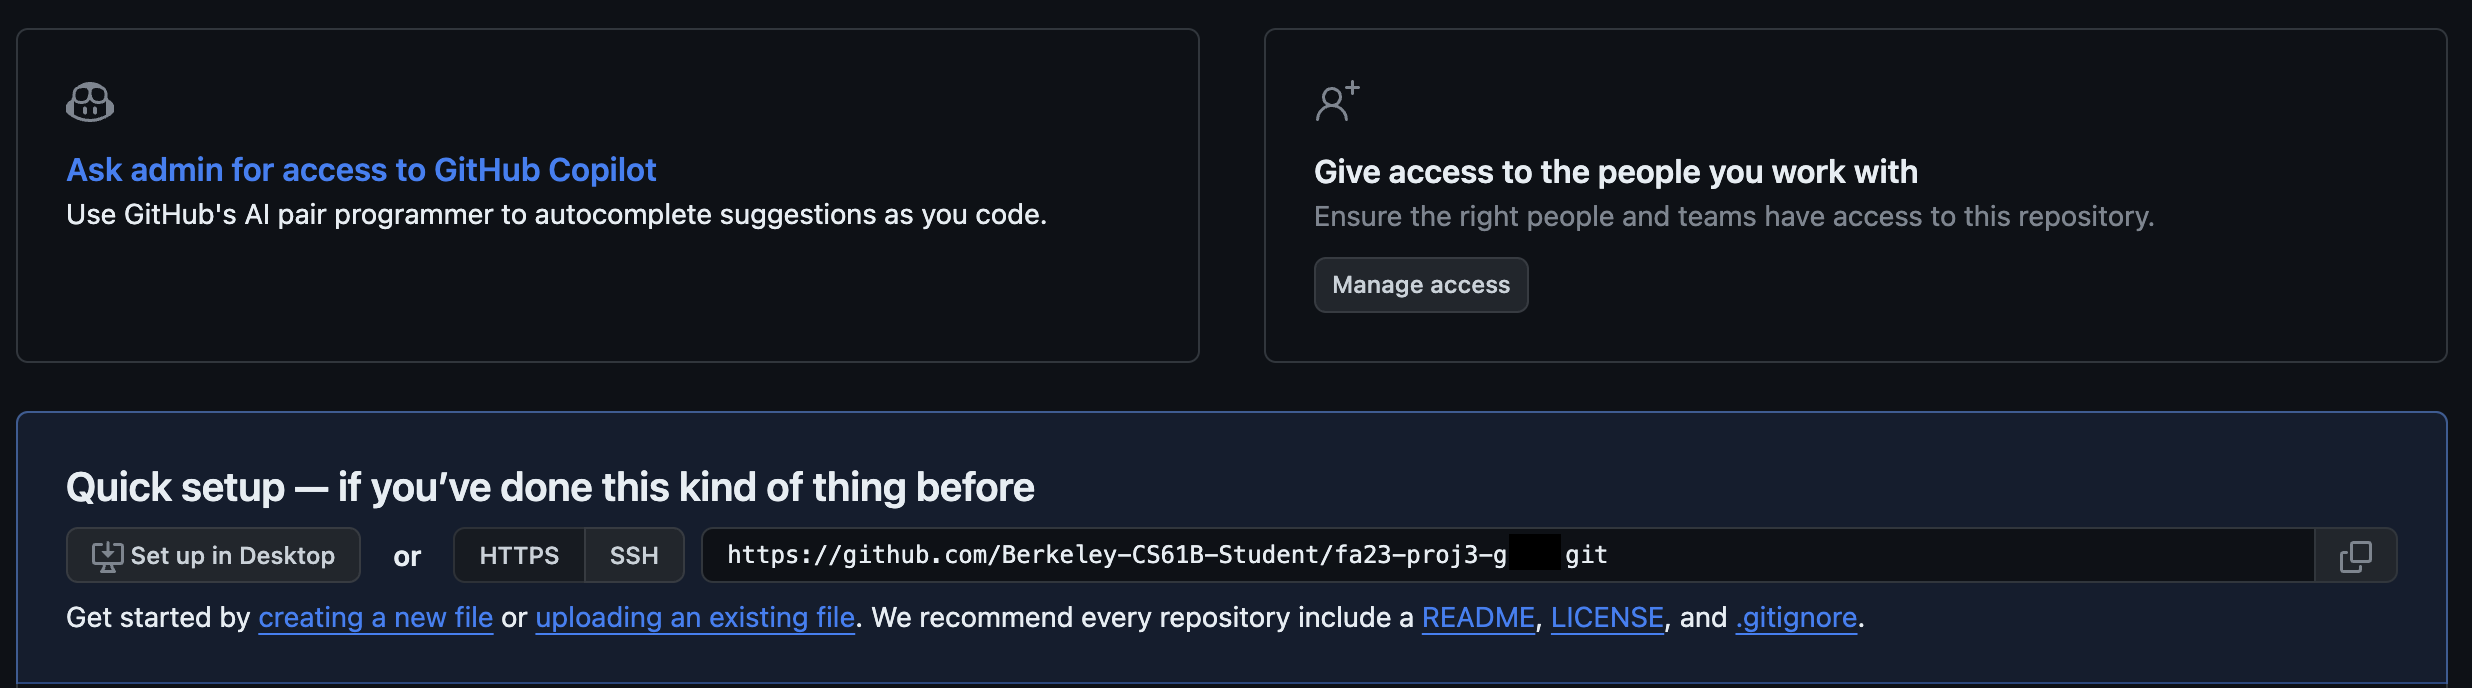 Ask admin for access to GitHub Copilot
Use GitHub's AI pair programmer to autocomplete suggestions as you code.
Give access to the people you work with
Ensure the right people and teams have access to this repository.
Manage access
Quick setup — if you’ve done this kind of thing before
Set up in Desktop or HTTPS SSH https://github.com/Berkeley-CS61B-Student/fa23-proj3-g git
Get started by creating a new file or uploading an existing file. We recommend every repository include a README, LICENSE, and .gitignore.